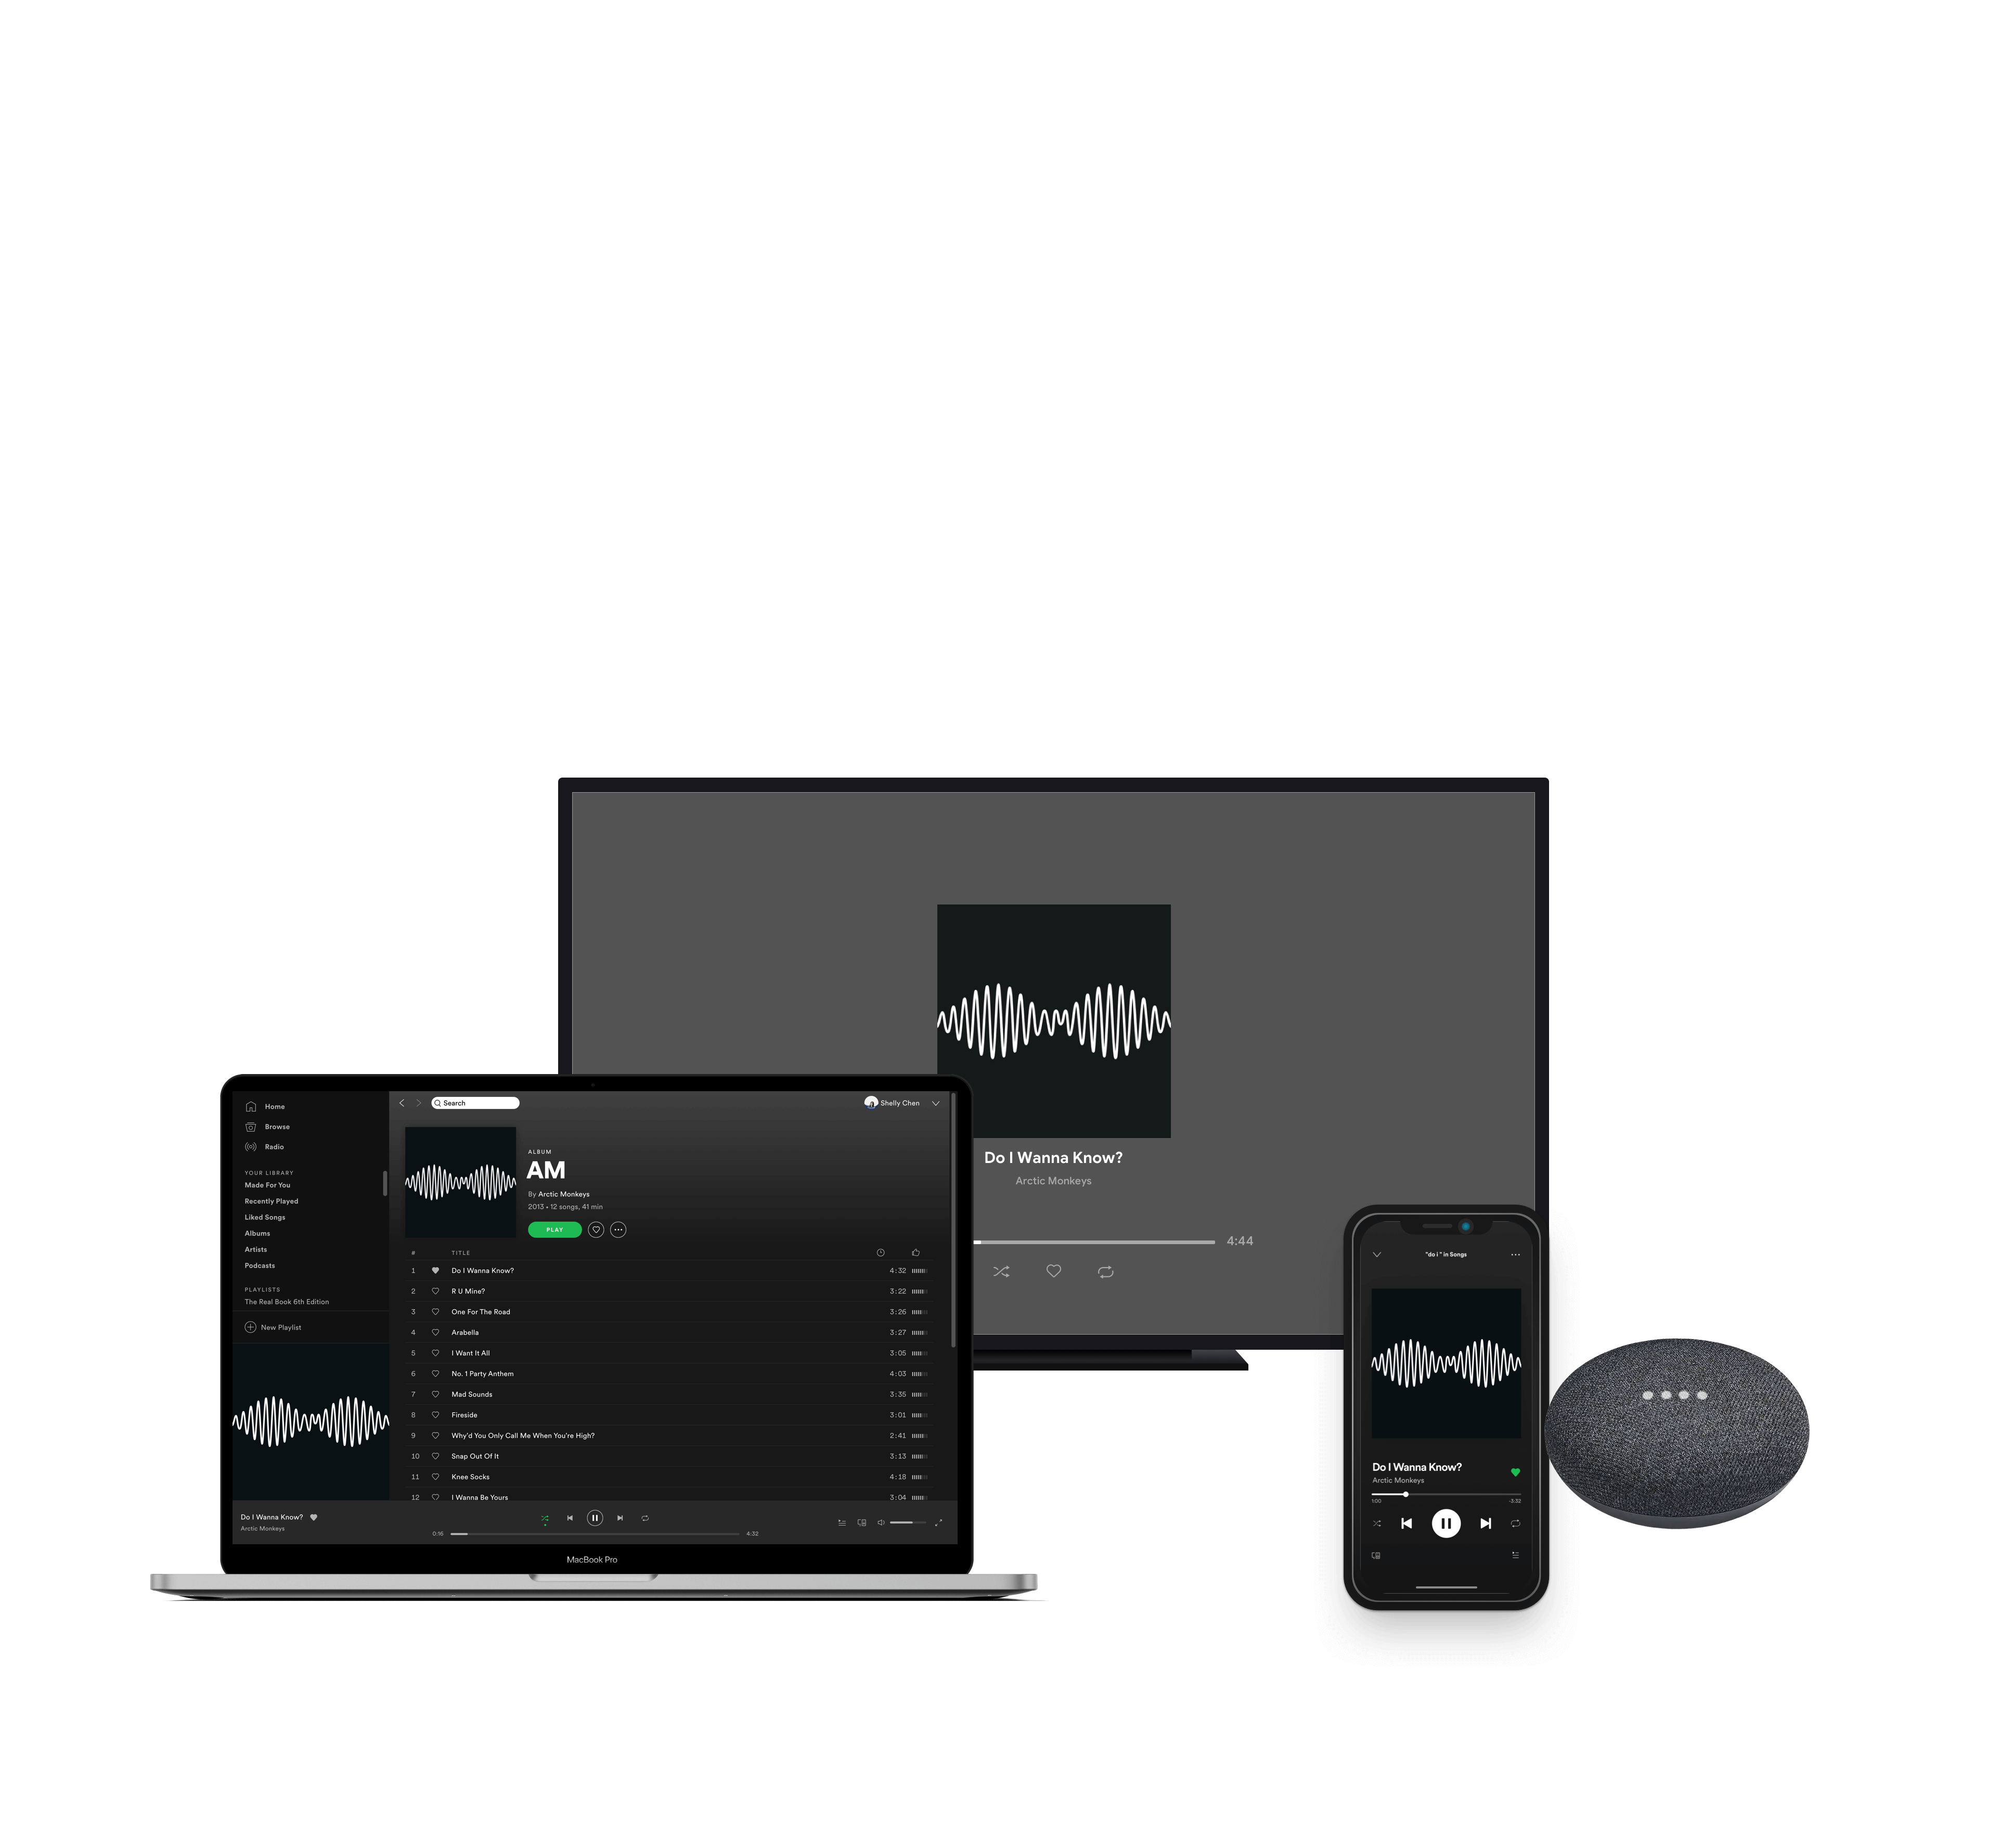 Do I Wanna Know?
Arctic Monkeys
4:44
Home
Browse
Radio
YOUR LIBRARY
Made For You
Recently Played
Liked Songs
Albums
Artists
Podcasts
PLAYLISTS
The Real Book 6th Edition
New Playlist
Search
Shelly Chen
ALBUM
AM
By Arctic Monkeys
2013 • 12 songs, 41 min
PLAY
# TITLE
1 Do I Wanna Know? 4:32
2 R U Mine? 3:22
3 One For The Road 3:26
4 Arabella 3:27
5 I Want It All 3:05
6 No. 1 Party Anthem 4:03
7 Mad Sounds 3:35
8 Fireside 3:01
9 Why'd You Only Call Me When You're High? 2:41
10 Snap Out Of It 3:13
11 Knee Socks 4:18
12 I Wanna Be Yours 3:04
Do I Wanna Know?
Arctic Monkeys
0:16 4:32
MacBook Pro
"do i " in Songs
Do I Wanna Know?
Arctic Monkeys
1:00 -3:32